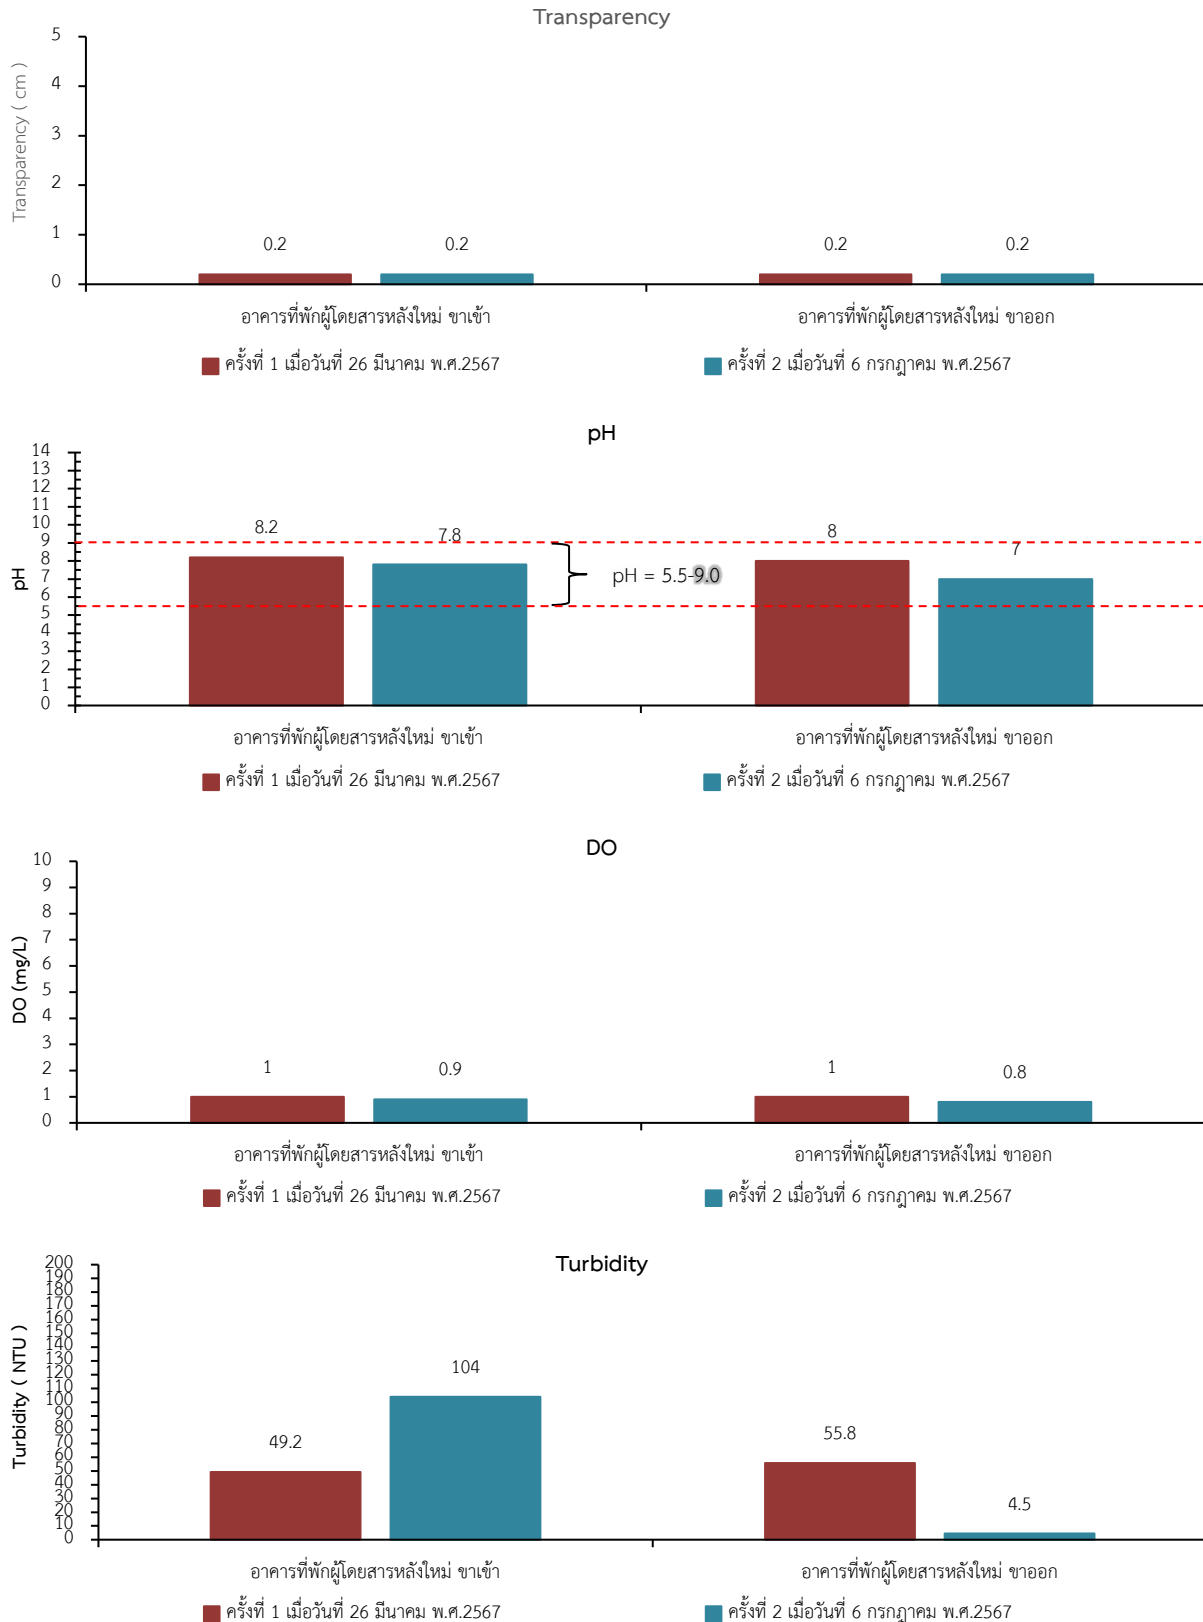 Transparency
Transparency ( cm )
5
4
3
2
1
0
0.2
0.2
0.2
0.2
อาคารที่พักผู้โดยสารหลังใหม่ ขาเข้า
อาคารที่พักผู้โดยสารหลังใหม่ ขาออก
ครั้งที่ 1 เมื่อวันที่ 26 มีนาคม พ.ศ.2567
ครั้งที่ 2 เมื่อวันที่ 6 กรกฎาคม พ.ศ.2567
pH
pH
14
13
12
11
10
9
8
7
6
5
4
3
2
1
0
8.2
7.8
8
7
pH = 5.5-9.0
อาคารที่พักผู้โดยสารหลังใหม่ ขาเข้า
อาคารที่พักผู้โดยสารหลังใหม่ ขาออก
ครั้งที่ 1 เมื่อวันที่ 26 มีนาคม พ.ศ.2567
ครั้งที่ 2 เมื่อวันที่ 6 กรกฎาคม พ.ศ.2567
DO
DO (mg/L)
10
9
8
7
6
5
4
3
2
1
0
1
0.9
1
0.8
อาคารที่พักผู้โดยสารหลังใหม่ ขาเข้า
อาคารที่พักผู้โดยสารหลังใหม่ ขาออก
ครั้งที่ 1 เมื่อวันที่ 26 มีนาคม พ.ศ.2567
ครั้งที่ 2 เมื่อวันที่ 6 กรกฎาคม พ.ศ.2567
Turbidity
Turbidity ( NTU )
200
190
180
170
160
150
140
130
120
110
100
90
80
70
60
50
40
30
20
10
0
49.2
104
55.8
4.5
อาคารที่พักผู้โดยสารหลังใหม่ ขาเข้า
อาคารที่พักผู้โดยสารหลังใหม่ ขาออก
ครั้งที่ 1 เมื่อวันที่ 26 มีนาคม พ.ศ.2567
ครั้งที่ 2 เมื่อวันที่ 6 กรกฎาคม พ.ศ.2567